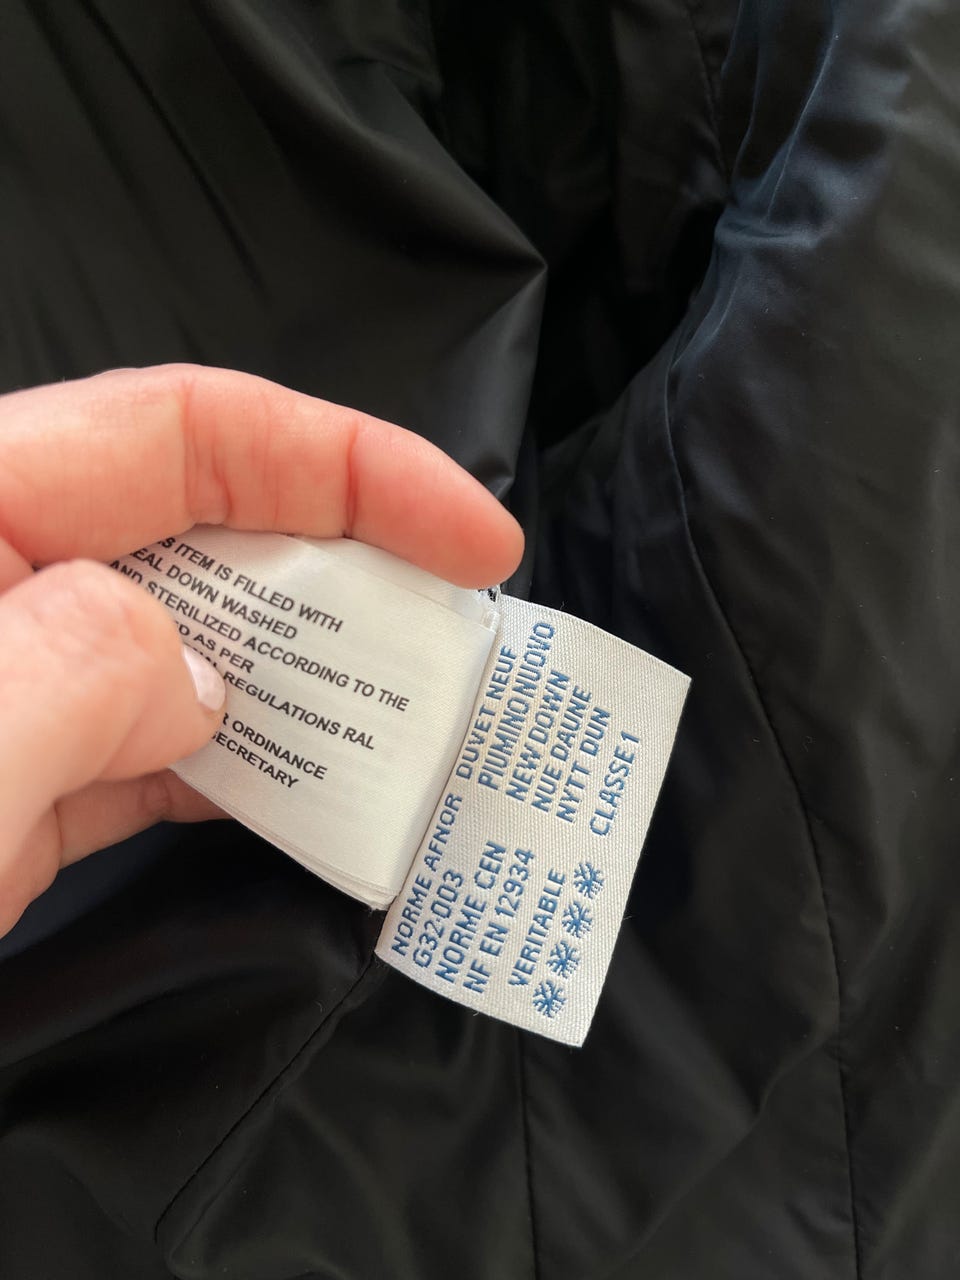 ITEM IS FILLED WITH
DOWN WASHED
AND STERILIZED ACCORDING TO THE
AS PER
REGULATIONS RAL
ORDINANCE
NORME AFNOR
G32-003
NORME CEN
NF EN 12934
VERITABLE
DUVET NEUF
PIUMINO NUOVO
NEW DOWN
NUE DAUNE
NYTT DUN
CLASSE 1